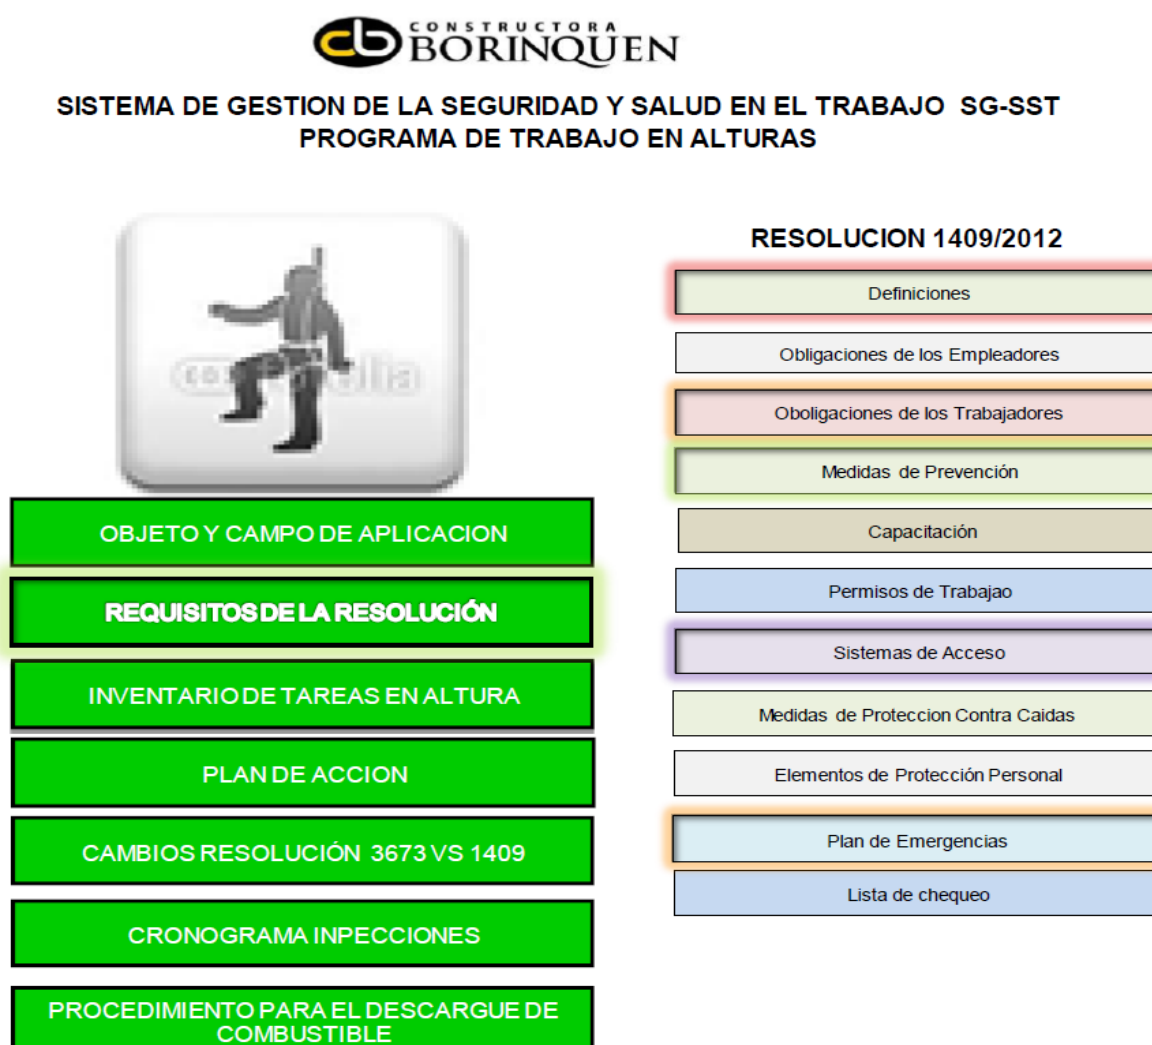 CONSTRUCTORA
BORINQUEN
SISTEMA DE GESTION DE LA SEGURIDAD Y SALUD EN EL TRABAJO SG-SST
PROGRAMA DE TRABAJO EN ALTURAS
OBJETO Y CAMPO DE APLICACION
REQUISITOS DE LA RESOLUCIÓN
INVENTARIO DE TAREAS EN ALTURA
PLAN DE ACCION
CAMBIOS RESOLUCIÓN 3673 VS 1409
CRONOGRAMA INPECCIONES
PROCEDIMIENTO PARA EL DESCARGUE DE
COMBUSTIBLE
RESOLUCION 1409/2012
Definiciones
Obligaciones de los Empleadores
Oboligaciones de los Trabajadores
Medidas de Prevención
Capacitación
Permisos de Trabajao
Sistemas de Acceso
Medidas de Proteccion Contra Caidas
Elementos de Protección Personal
Plan de Emergencias
Lista de chequeo